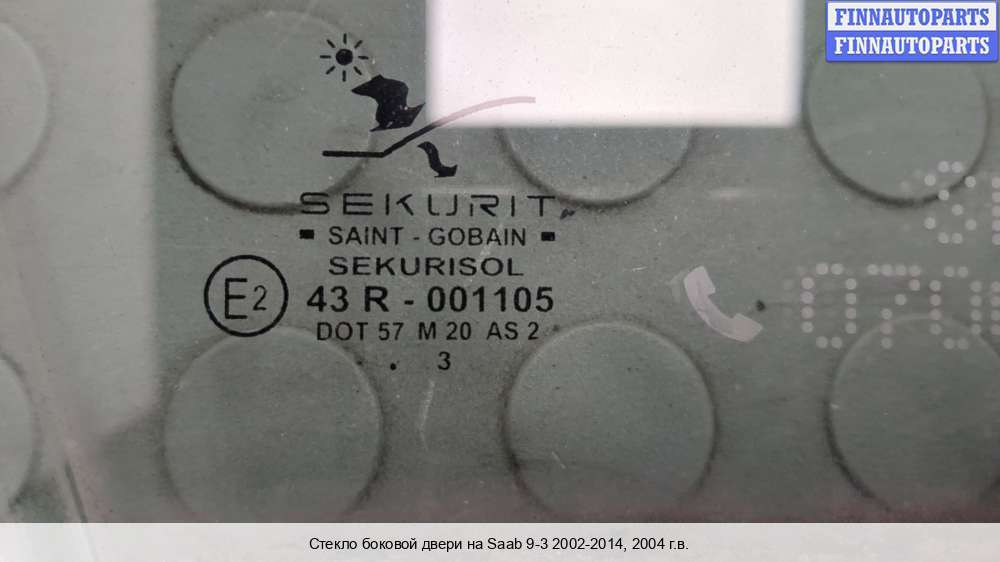 FINNAUTOPARTS
FINNAUTOPARTS
SEKURIT
SAINT - GOBAIN
SEKURISOL
E2 43 R - 001105
DOT 57 M 20 AS 2
. 3
Стекло боковой двери на Saab 9-3 2002-2014, 2004 г.в.